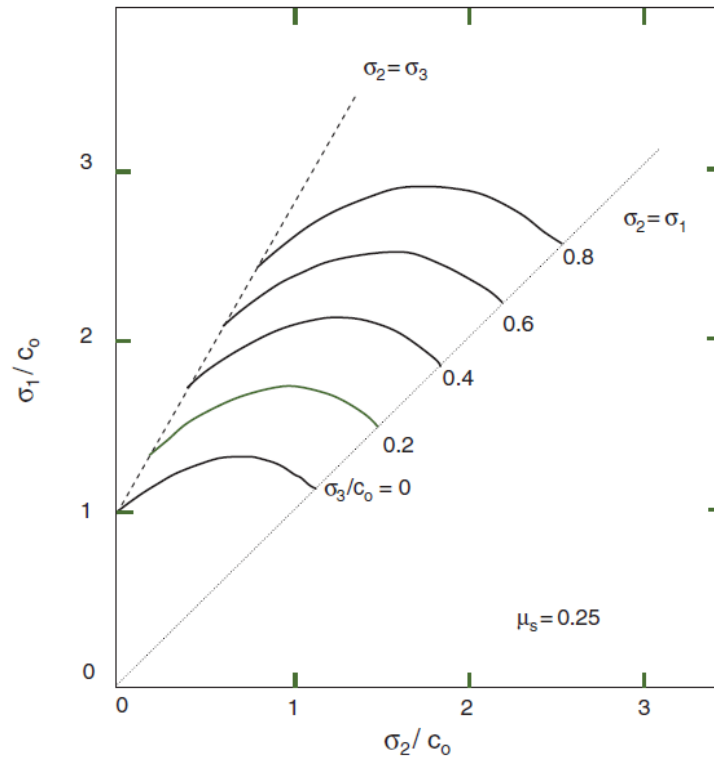 σ₂ = σ₃
3
σ₂ = σ₁
0.8
0.6
2
0.4
σ₁ / cₒ
0.2
σ₃/cₒ = 0
1
μₛ = 0.25
0
0
1
2
3
σ₂ / cₒ